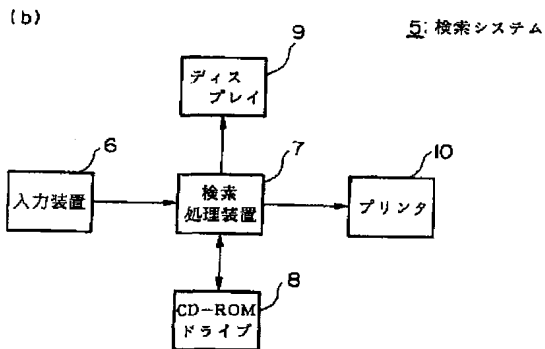 (b)
5: 検索システム
9
ディス
プレイ
6
入力装置
7
検索
処理装置
10
プリンタ
8
CD-ROM
ドライブ